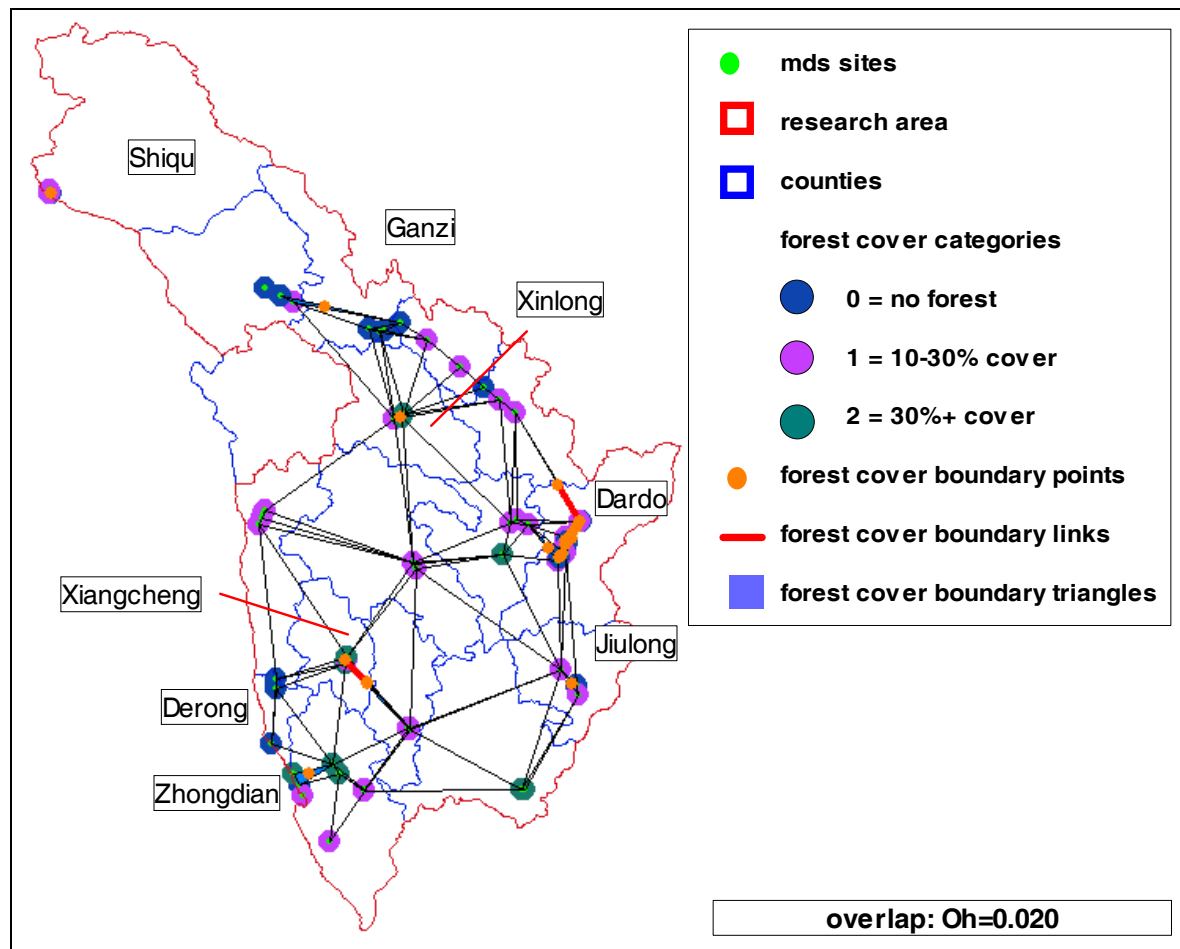 Shiqu
Ganzi
Xinlong
Dardo
Xiangcheng
Jiulong
Derong
Zhongdian
mds sites
research area
counties
forest cover categories
0 = no forest
1 = 10-30% cover
2 = 30%+ cover
forest cover boundary points
forest cover boundary links
forest cover boundary triangles
overlap: Oh=0.020